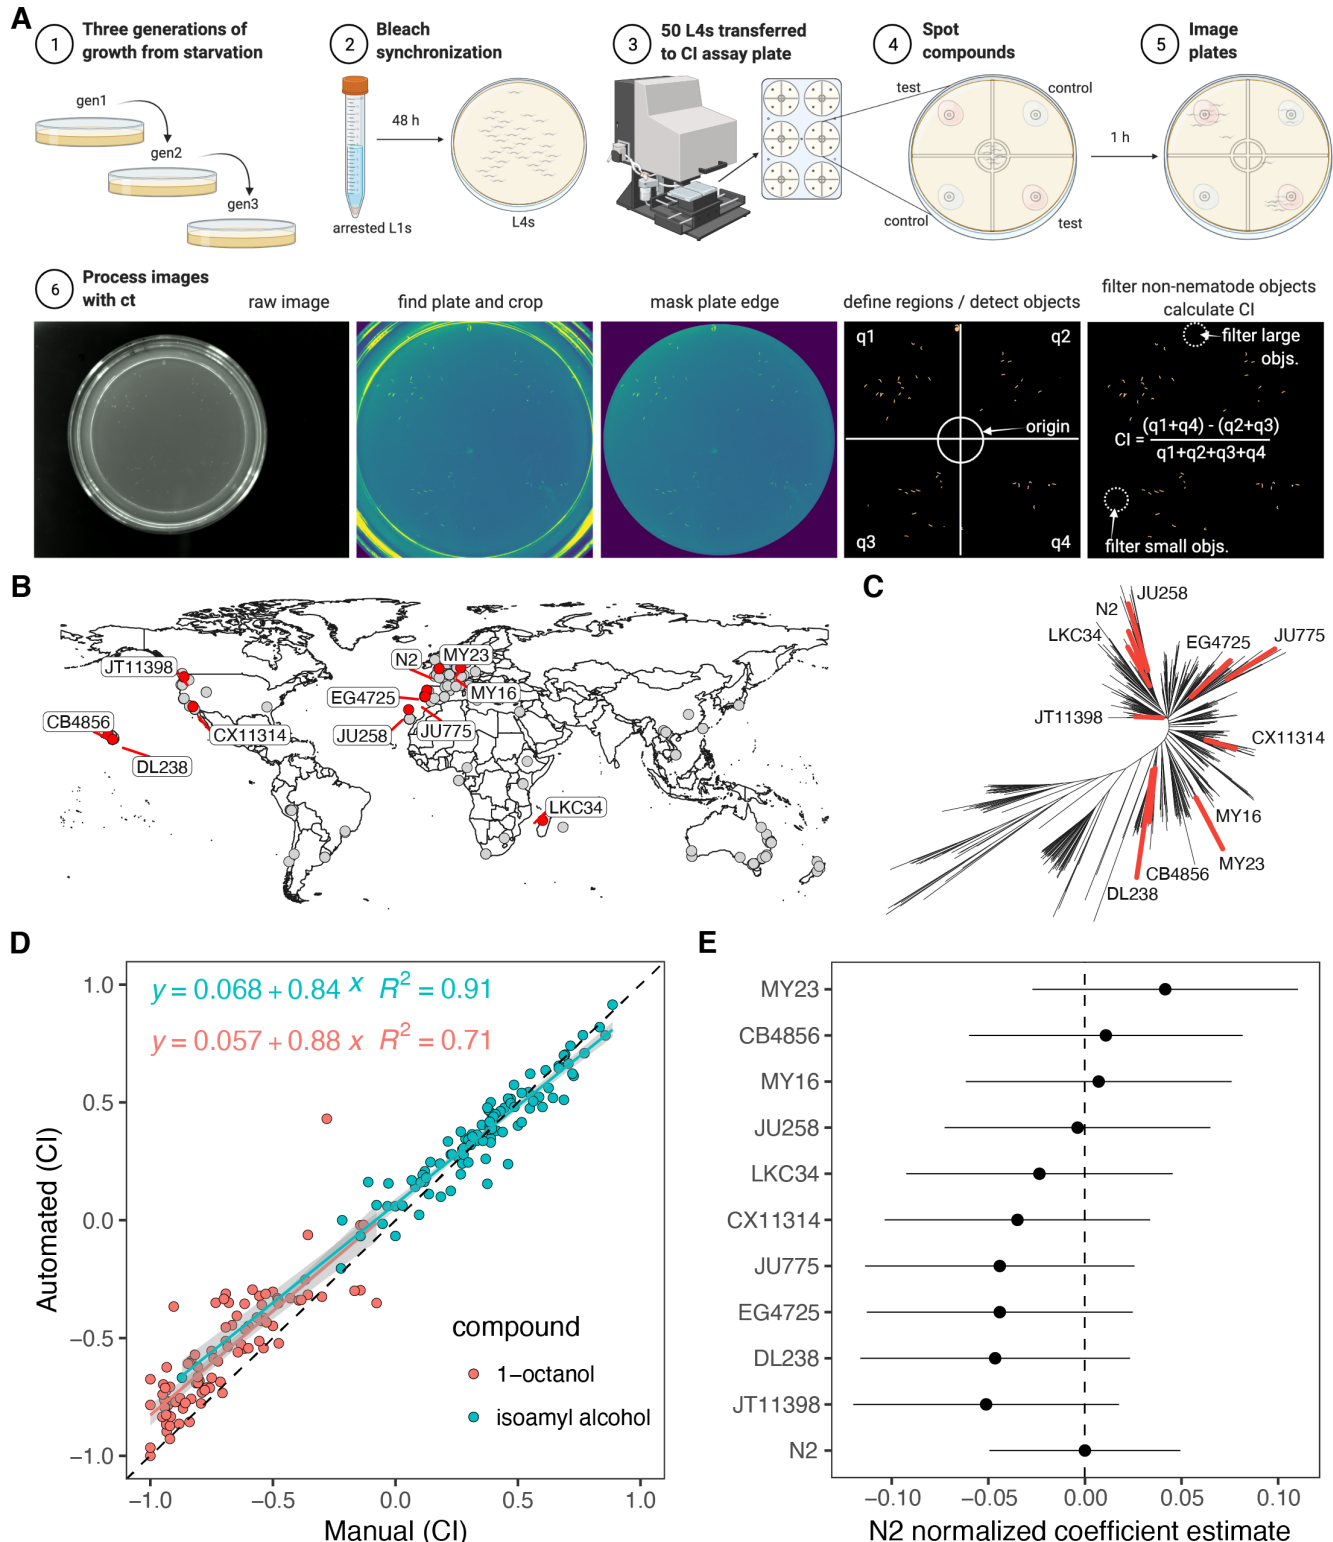 A
1 Three generations of
growth from starvation
2 Bleach
synchronization
3 50 L4s transferred
to CI assay plate
4 Spot
compounds
5 Image
plates
gen1
gen2
gen3
48 h
arrested L1s
L4s
test
control
control
test
1 h
6 Process images
with ct
raw image
find plate and crop
mask plate edge
define regions / detect objects
filter non-nematode objects
calculate CI
q1
q2
origin
q3
q4
filter large
objs.
CI = (q1+q4) - (q2+q3)
q1+q2+q3+q4
filter small objs.
B
JT11398
N2
MY23
EG4725
MY16
CB4856
CX11314
JU258
JU775
DL238
LKC34
C
JU258
N2
LKC34
EG4725
JU775
JT11398
CX11314
MY16
MY23
CB4856
DL238
D
y = 0.068 + 0.84 x R² = 0.91
y = 0.057 + 0.88 x R² = 0.71
Automated (CI)
1.0
0.5
0.0
−0.5
−1.0
compound
1−octanol
isoamyl alcohol
−1.0 −0.5 0.0 0.5 1.0
Manual (CI)
E
MY23
CB4856
MY16
JU258
LKC34
CX11314
JU775
EG4725
DL238
JT11398
N2
−0.10 −0.05 0.00 0.05 0.10
N2 normalized coefficient estimate